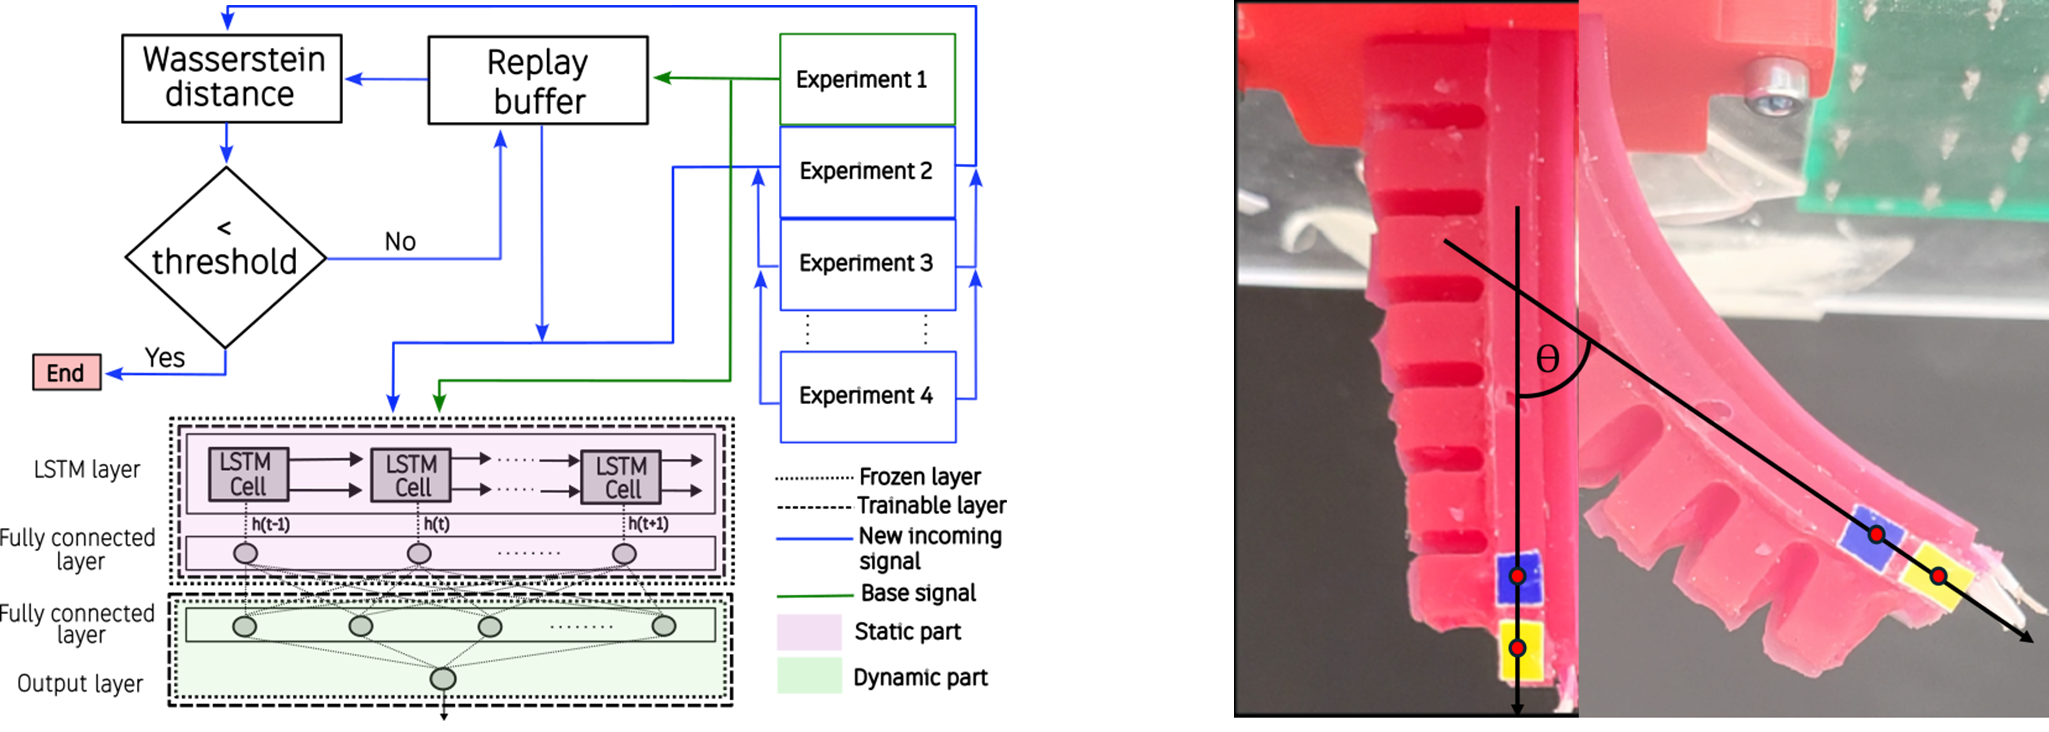 Wasserstein
distance
Replay
buffer
Experiment 1
Experiment 2
Experiment 3
Experiment 4
<
threshold
No
Yes
End
LSTM layer
LSTM
Cell
LSTM
Cell
LSTM
Cell
h(t-1)
h(t)
h(t+1)
Fully connected
layer
Fully connected
layer
Output layer
Frozen layer
Trainable layer
New incoming
signal
Base signal
Static part
Dynamic part
θ